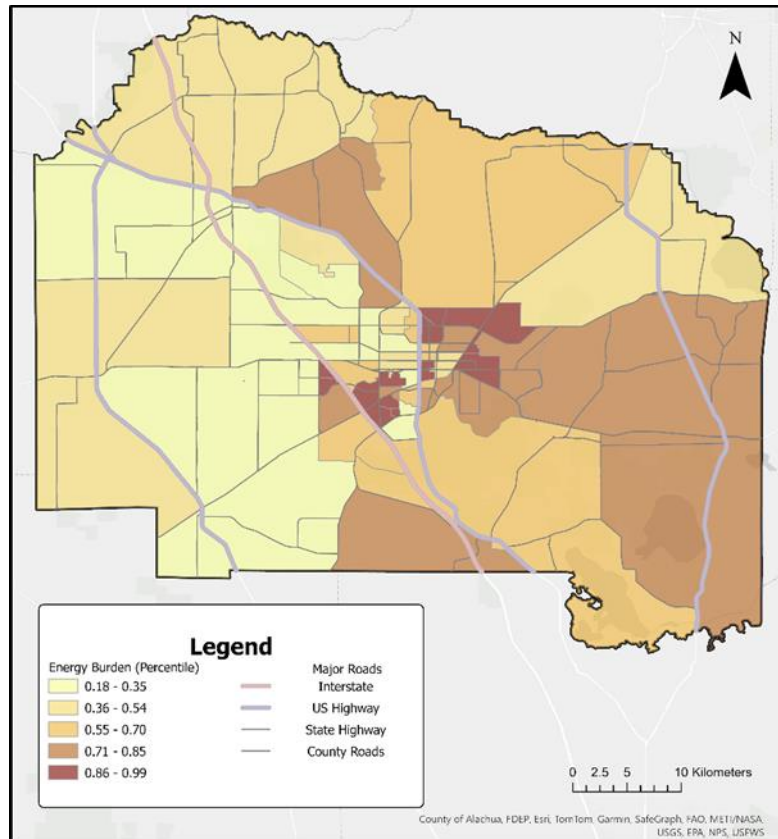 N
Legend
Energy Burden (Percentile)
0.18 - 0.35
0.36 - 0.54
0.55 - 0.70
0.71 - 0.85
0.86 - 0.99
Major Roads
Interstate
US Highway
State Highway
County Roads
0 2.5 5 10 Kilometers
County of Alachua, FDEP, Esri, TomTom, Garmin, SafeGraph, FAO, METI/NASA,
USGS, EPA, NPS, USFWS